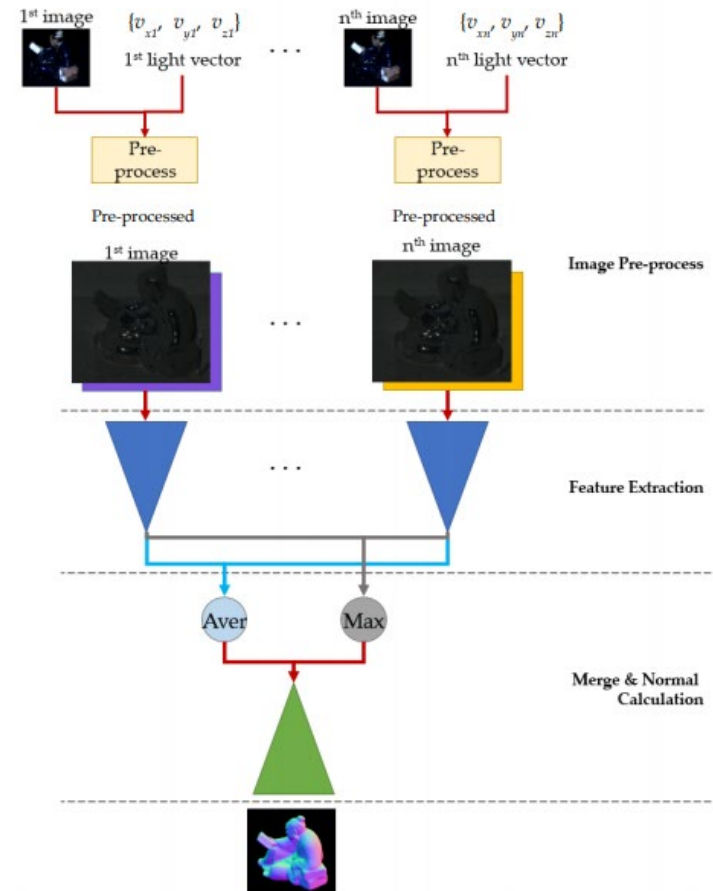 1st image {vx1, vy1, vz1} . . . nth image {vxn, vyn, vzn}
1st light vector nth light vector
Pre-
process
Pre-
process
Pre-processed
1st image
Pre-processed
nth image
Image Pre-process
. . .
. . .
Feature Extraction
Aver
Max
Merge & Normal
Calculation